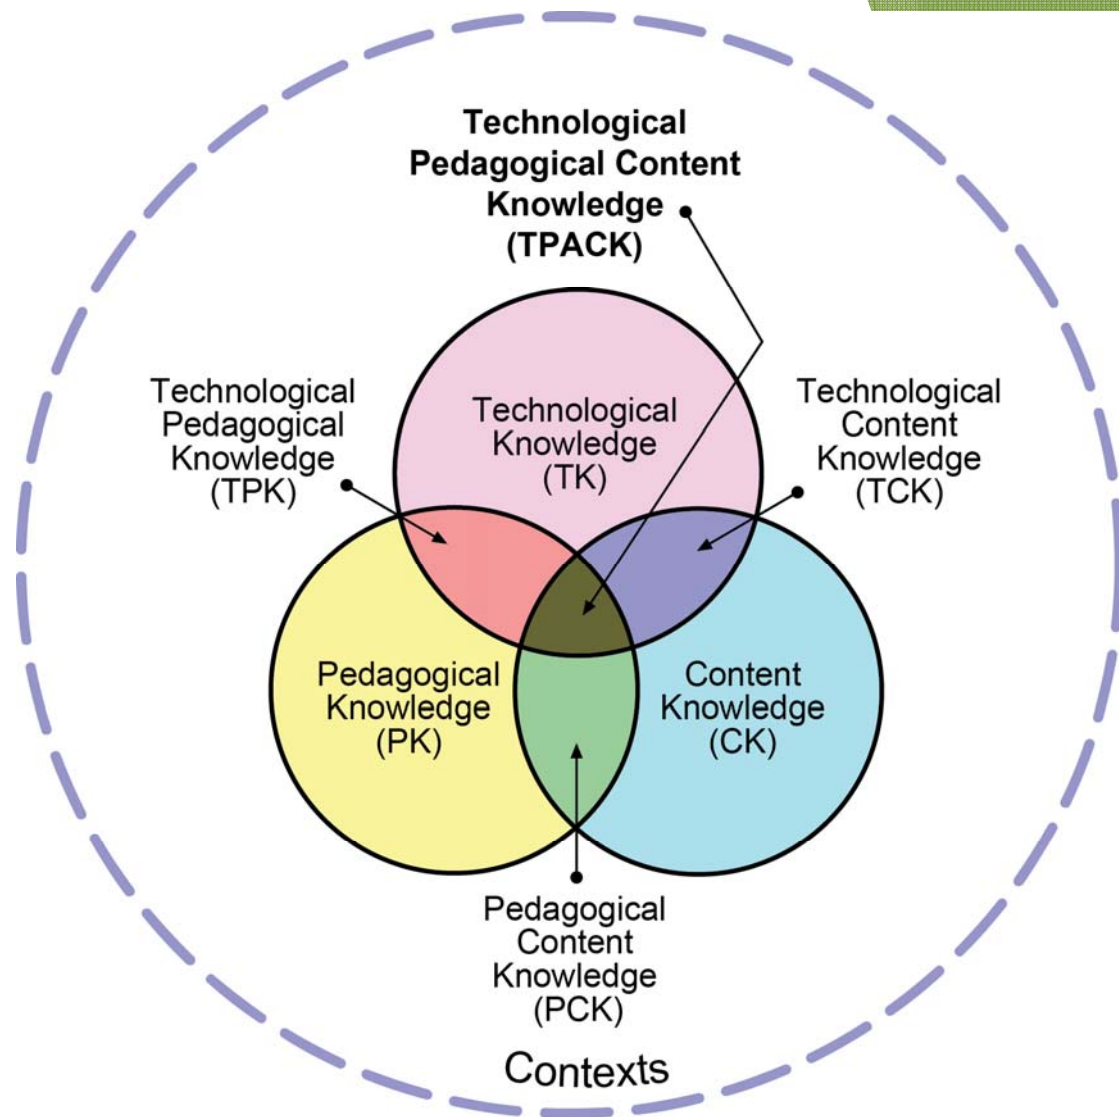 Technological
Pedagogical Content
Knowledge
(TPACK)
Technological
Pedagogical
Knowledge
(TPK)
Technological
Knowledge
(TK)
Technological
Content
Knowledge
(TCK)
Pedagogical
Knowledge
(PK)
Content
Knowledge
(CK)
Pedagogical
Content
Knowledge
(PCK)
Contexts